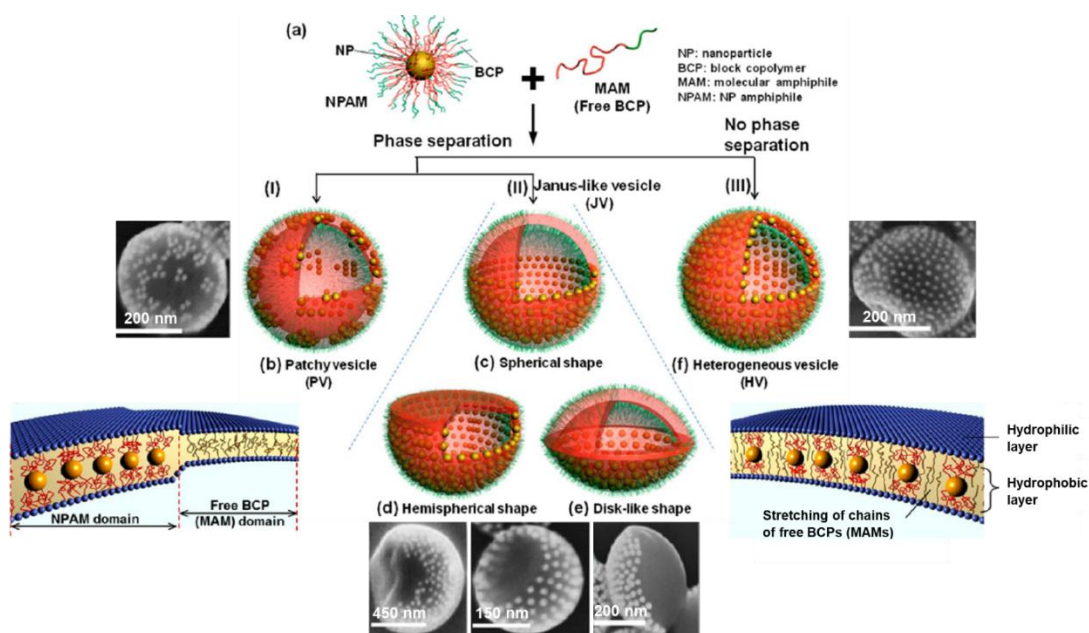 (a)
NP
BCP
NPAM
MAM
(Free BCP)
NP: nanoparticle
BCP: block copolymer
MAM: molecular amphiphile
NPAM: NP amphiphile
Phase separation
No phase
separation
(I)
(II) Janus-like vesicle
(JV)
(III)
200 nm
200 nm
(b) Patchy vesicle
(PV)
(c) Spherical shape
(f) Heterogeneous vesicle
(HV)
NPAM domain
Free BCP
(MAM) domain
(d) Hemispherical shape
(e) Disk-like shape
Hydrophilic
layer
Hydrophobic
layer
Stretching of chains
of free BCPs (MAMs)
450 nm
150 nm
200 nm